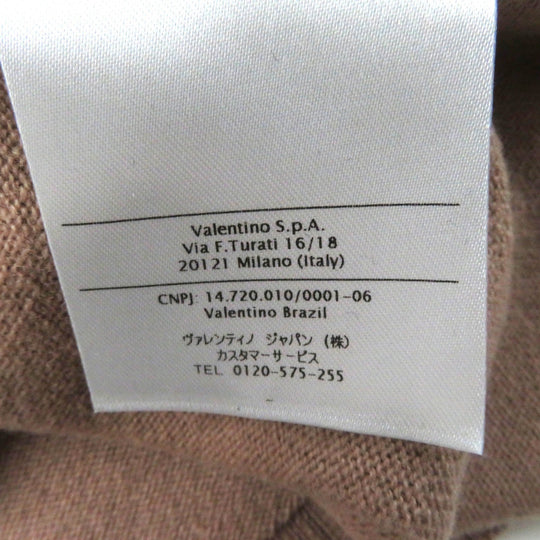 Valentino S.p.A.
Via F.Turati 16/18
20121 Milano (Italy)
CNPJ: 14.720.010/0001-06
Valentino Brazil
ヴァレンティノ ジャパン (株)
カスタマーサービス
TEL. 0120-575-255